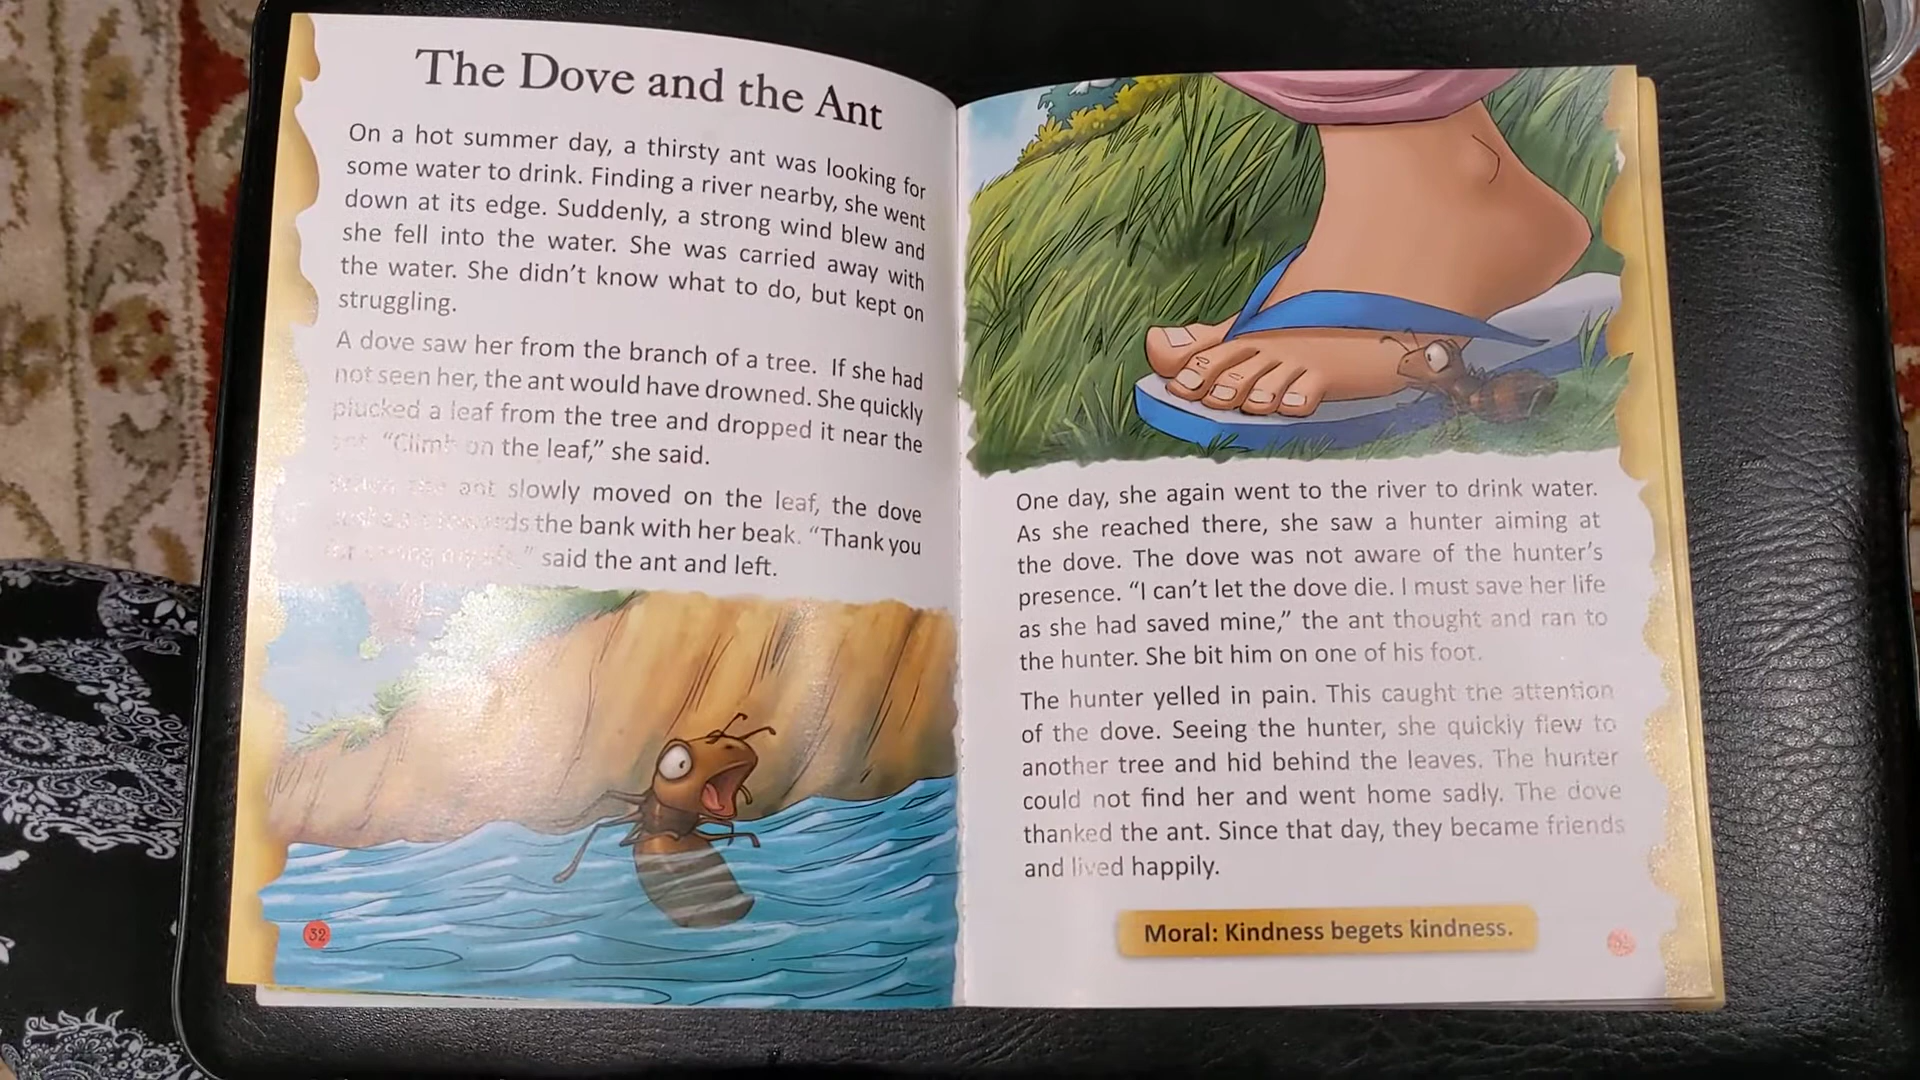 The Dove and the Ant
On a hot summer day, a thirsty ant was looking for
some water to drink. Finding a river nearby, she went
down at its edge. Suddenly, a strong wind blew and
she fell into the water. She was carried away with
the water. She didn't know what to do, but kept on
struggling.
A dove saw her from the branch of a tree. If she had
not seen her, the ant would have drowned. She quickly
plucked a leaf from the tree and dropped it near the
"Climb on the leaf," she said.
ant slowly moved on the leaf, the dove
the bank with her beak. "Thank you
said the ant and left.
32
One day, she again went to the river to drink water.
As she reached there, she saw a hunter aiming at
the dove. The dove was not aware of the hunter's
presence. "I can't let the dove die. I must save her life
as she had saved mine," the ant thought and ran to
the hunter. She bit him on one of his foot.
The hunter yelled in pain. This caught the attention
of the dove. Seeing the hunter, she quickly flew to
another tree and hid behind the leaves. The hunter
could not find her and went home sadly. The dove
thanked the ant. Since that day, they became friends
and lived happily.
Moral: Kindness begets kindness.